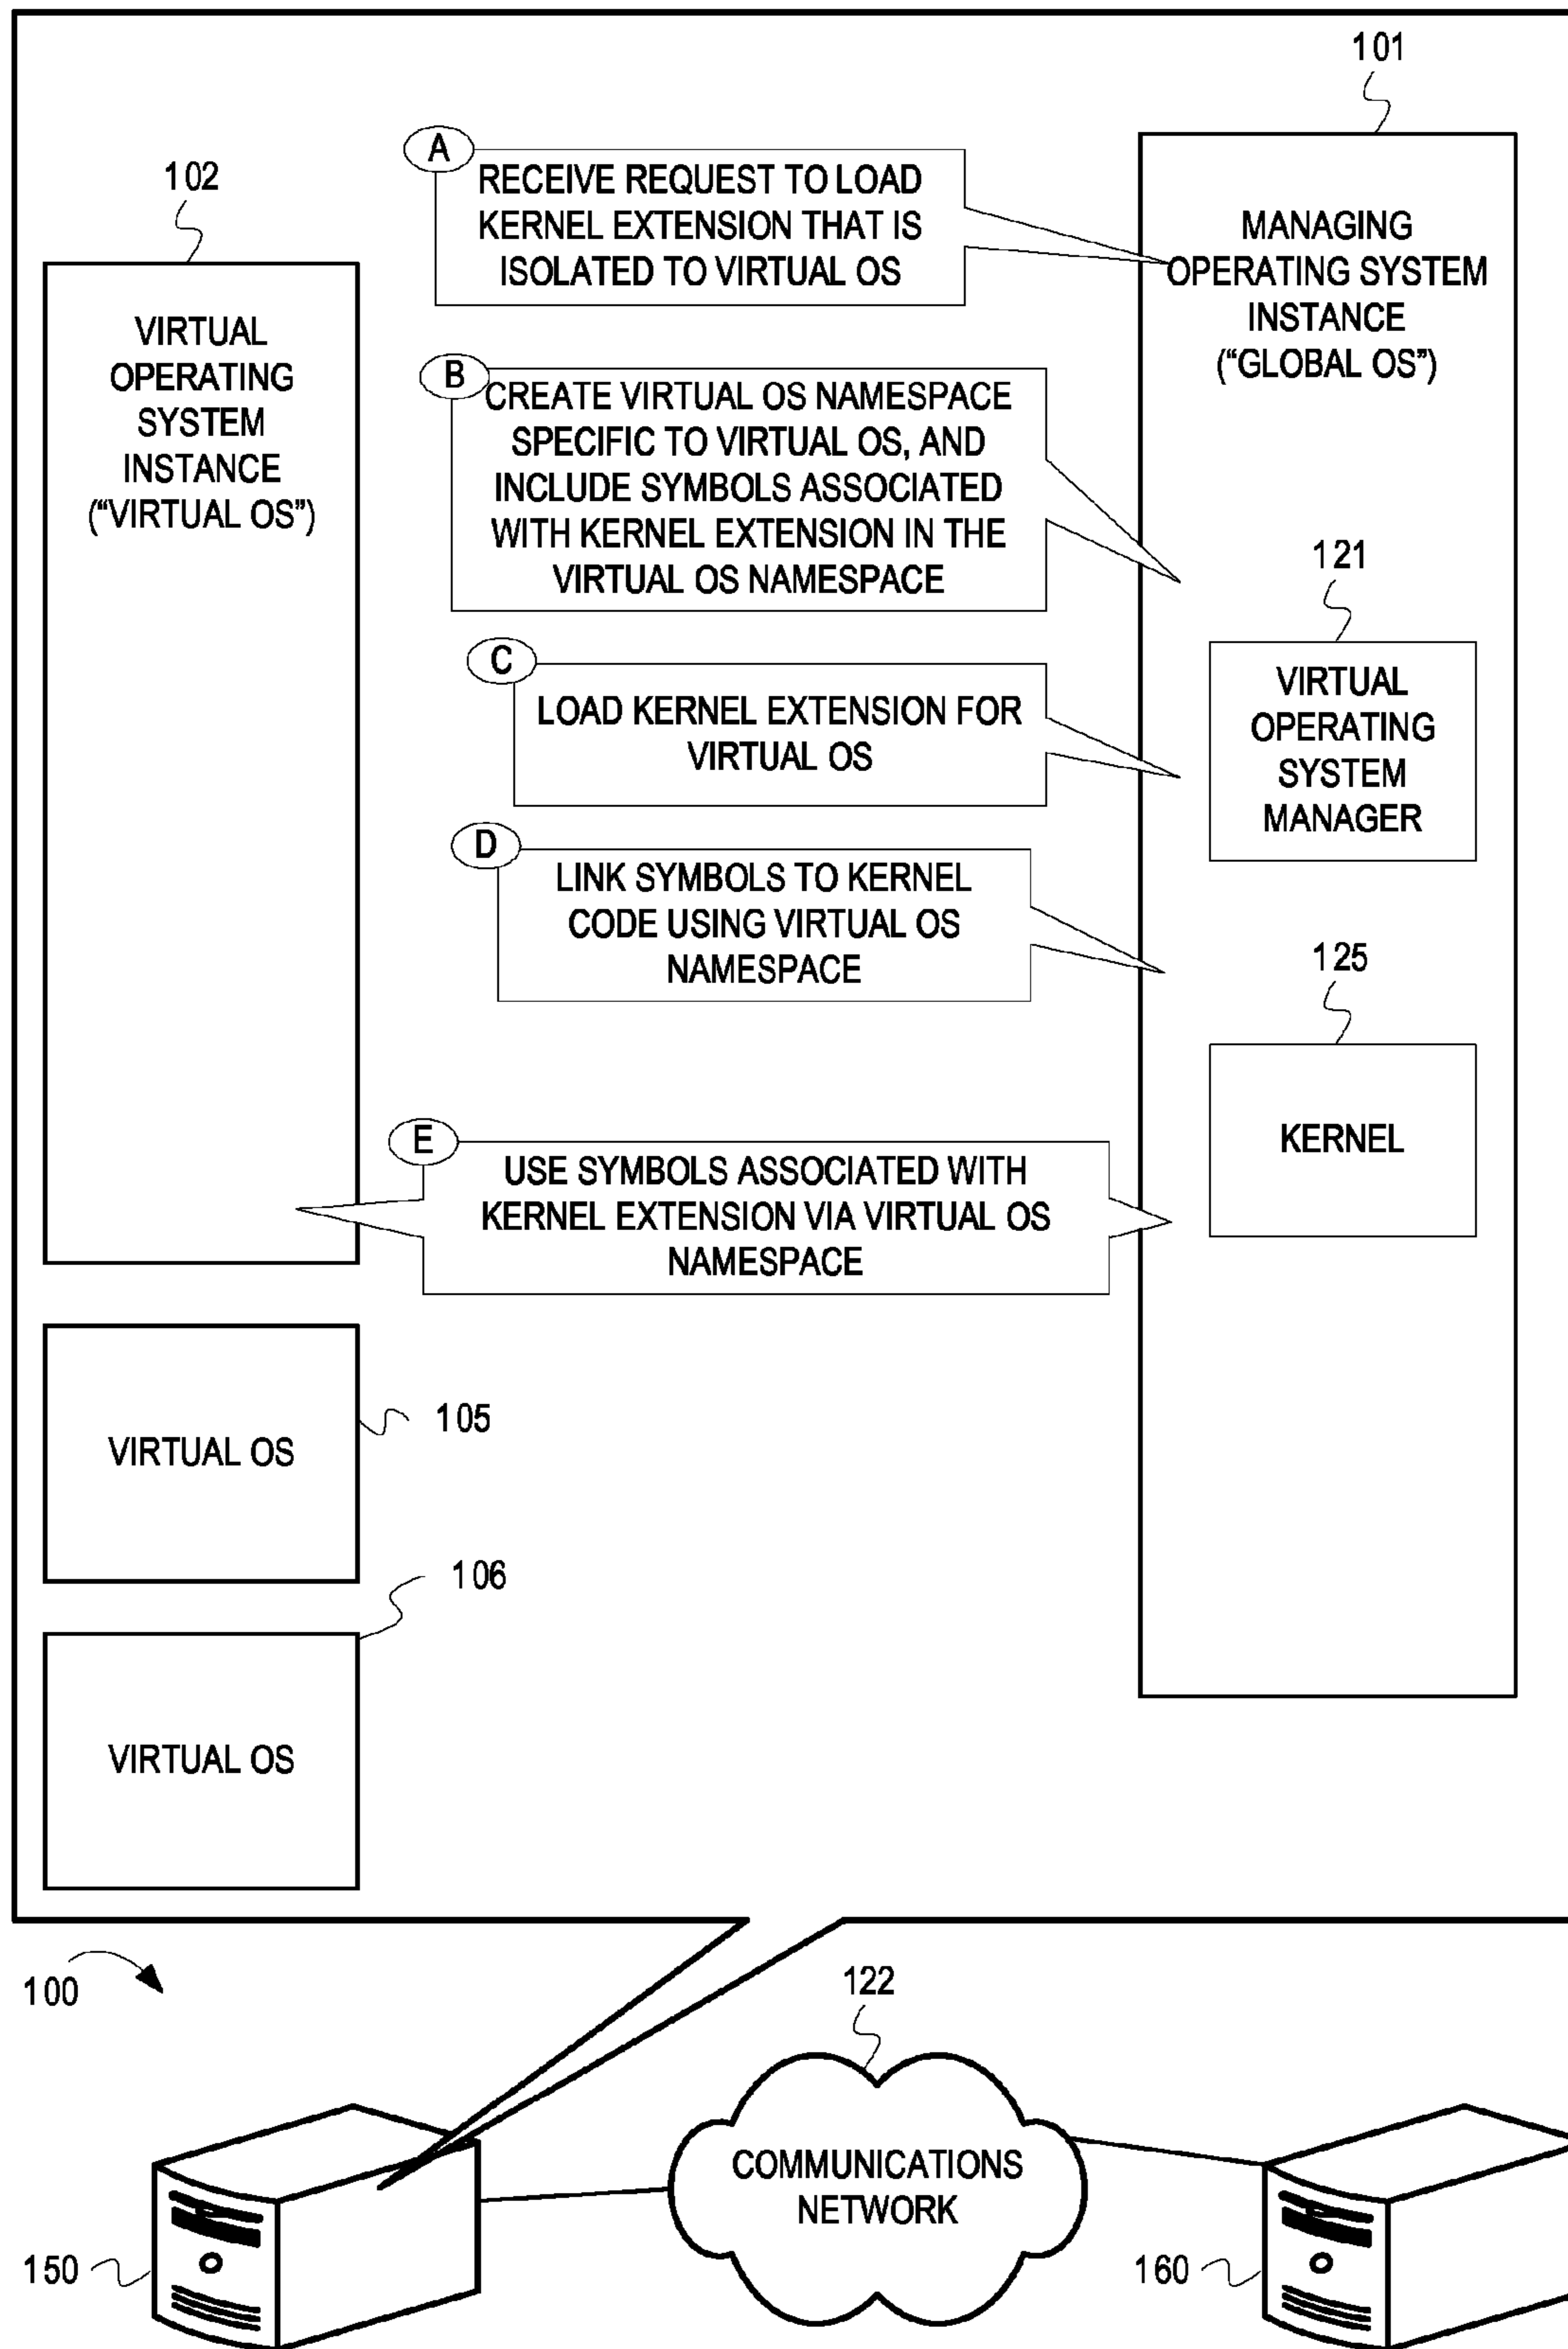 101
A
RECEIVE REQUEST TO LOAD
KERNEL EXTENSION THAT IS
ISOLATED TO VIRTUAL OS
102
MANAGING
OPERATING SYSTEM
INSTANCE
("GLOBAL OS")
VIRTUAL
OPERATING
SYSTEM
INSTANCE
("VIRTUAL OS")
B
CREATE VIRTUAL OS NAMESPACE
SPECIFIC TO VIRTUAL OS, AND
INCLUDE SYMBOLS ASSOCIATED
WITH KERNEL EXTENSION IN THE
VIRTUAL OS NAMESPACE
121
C
LOAD KERNEL EXTENSION FOR
VIRTUAL OS
VIRTUAL
OPERATING
SYSTEM
MANAGER
D
LINK SYMBOLS TO KERNEL
CODE USING VIRTUAL OS
NAMESPACE
125
KERNEL
E
USE SYMBOLS ASSOCIATED WITH
KERNEL EXTENSION VIA VIRTUAL OS
NAMESPACE
105
VIRTUAL OS
106
VIRTUAL OS
100
122
COMMUNICATIONS
NETWORK
150
160